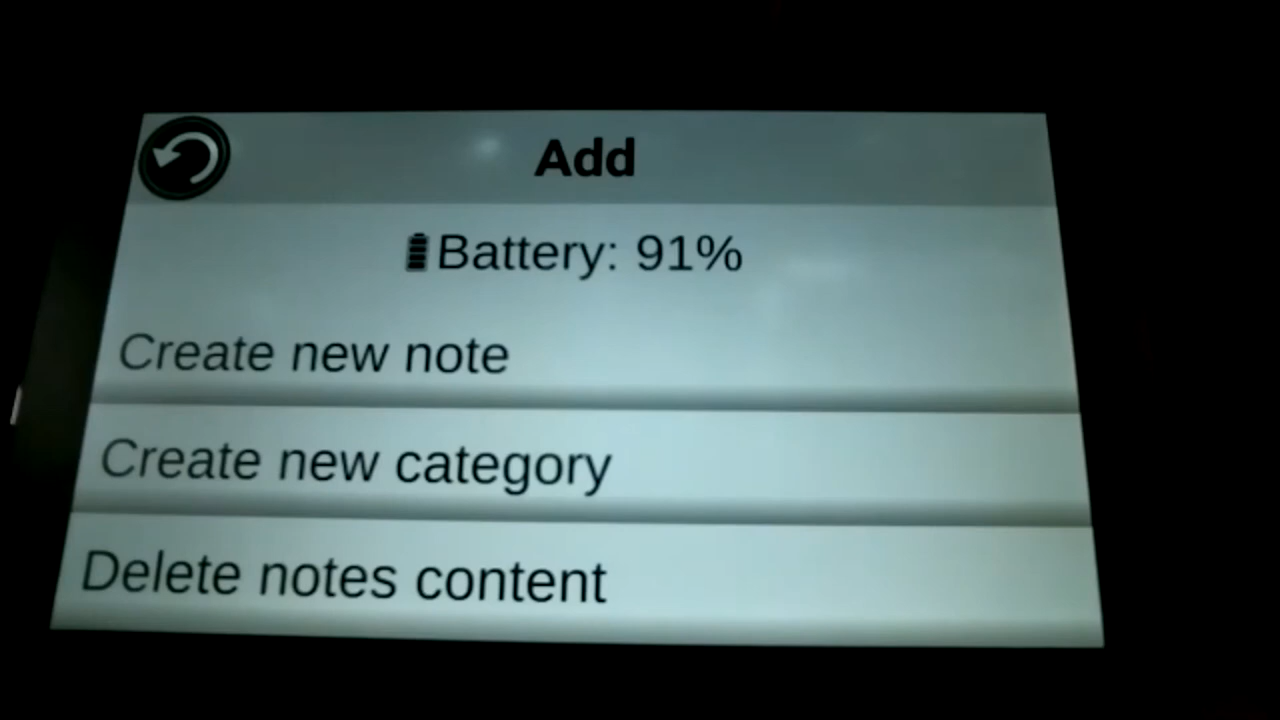 Add
Battery: 91%
Create new note
Create new category
Delete notes content